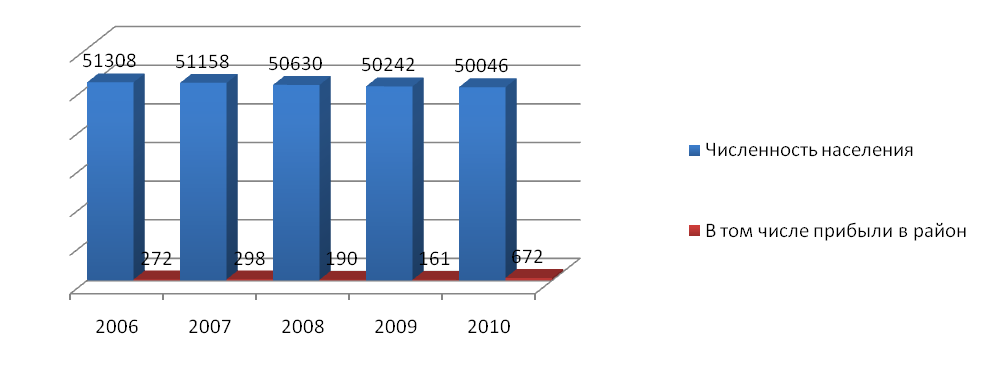 51308 51158 50630 50242 50046
272 298 190 161 672
2006 2007 2008 2009 2010
Численность населения
В том числе прибыли в район